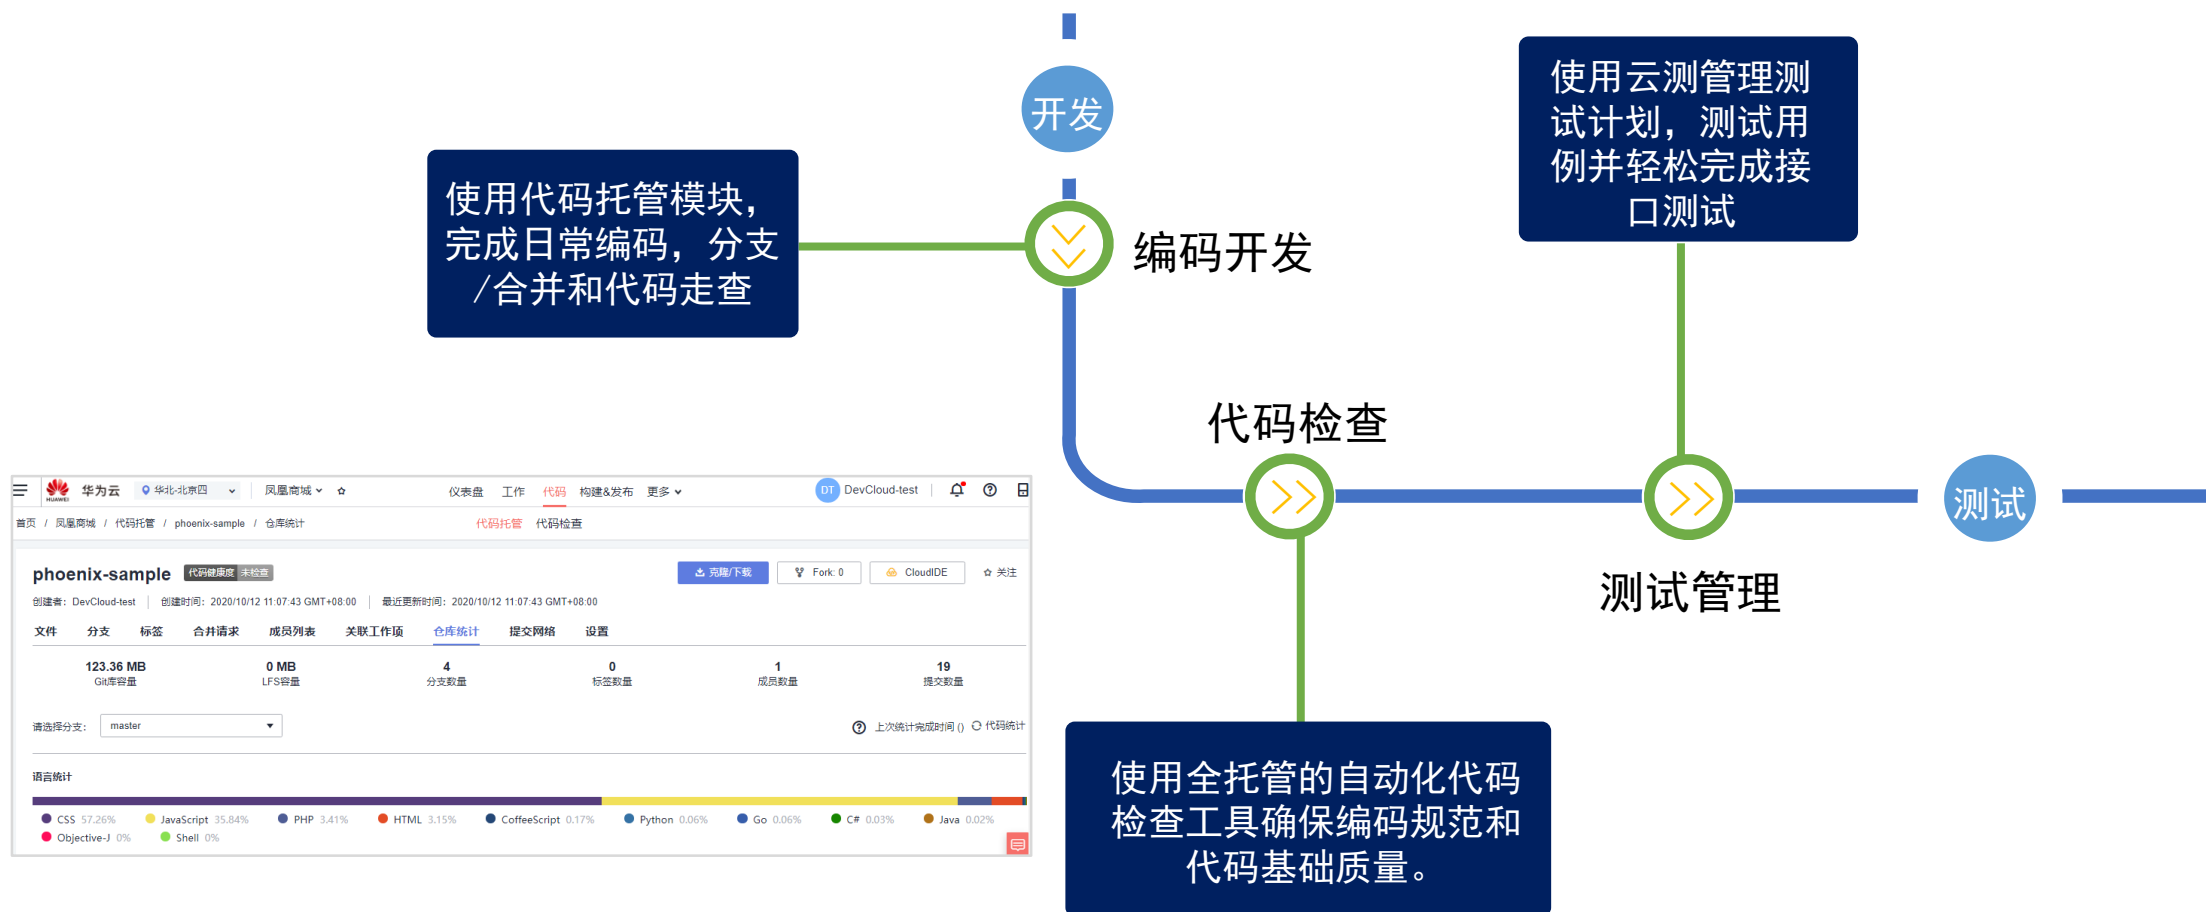 开发
使用代码托管模块，
完成日常编码，分支
/合并和代码走查
编码开发
使用云测管理测
试计划，测试用
例并轻松完成接
口测试
代码检查
测试管理
测试
使用全托管的自动化代码
检查工具确保编码规范和
代码基础质量。
HUAWEI 华为云 华北-北京四 凤凰商城 仪表盘 工作 代码 构建&发布 更多 DT DevCloud-test
首页 / 凤凰商城 / 代码托管 / phoenix-sample / 仓库统计 代码托管 代码检查
phoenix-sample 代码健康度 未检查 克隆/下载 Fork: 0 CloudIDE 关注
创建者：DevCloud-test 创建时间：2020/10/12 11:07:43 GMT+08:00 最近更新时间：2020/10/12 11:07:43 GMT+08:00
文件 分支 标签 合并请求 成员列表 关联工作项 仓库统计 提交网络 设置
123.36 MB 0 MB 4 0 1 19
Git库容量 LFS容量 分支数量 标签数量 成员数量 提交数量
请选择分支： master 上次统计完成时间 () 代码统计
语言统计
CSS 57.26% JavaScript 35.84% PHP 3.41% HTML 3.15% CoffeeScript 0.17% Python 0.06% Go 0.06% C# 0.03% Java 0.02%
Objective-J 0% Shell 0%